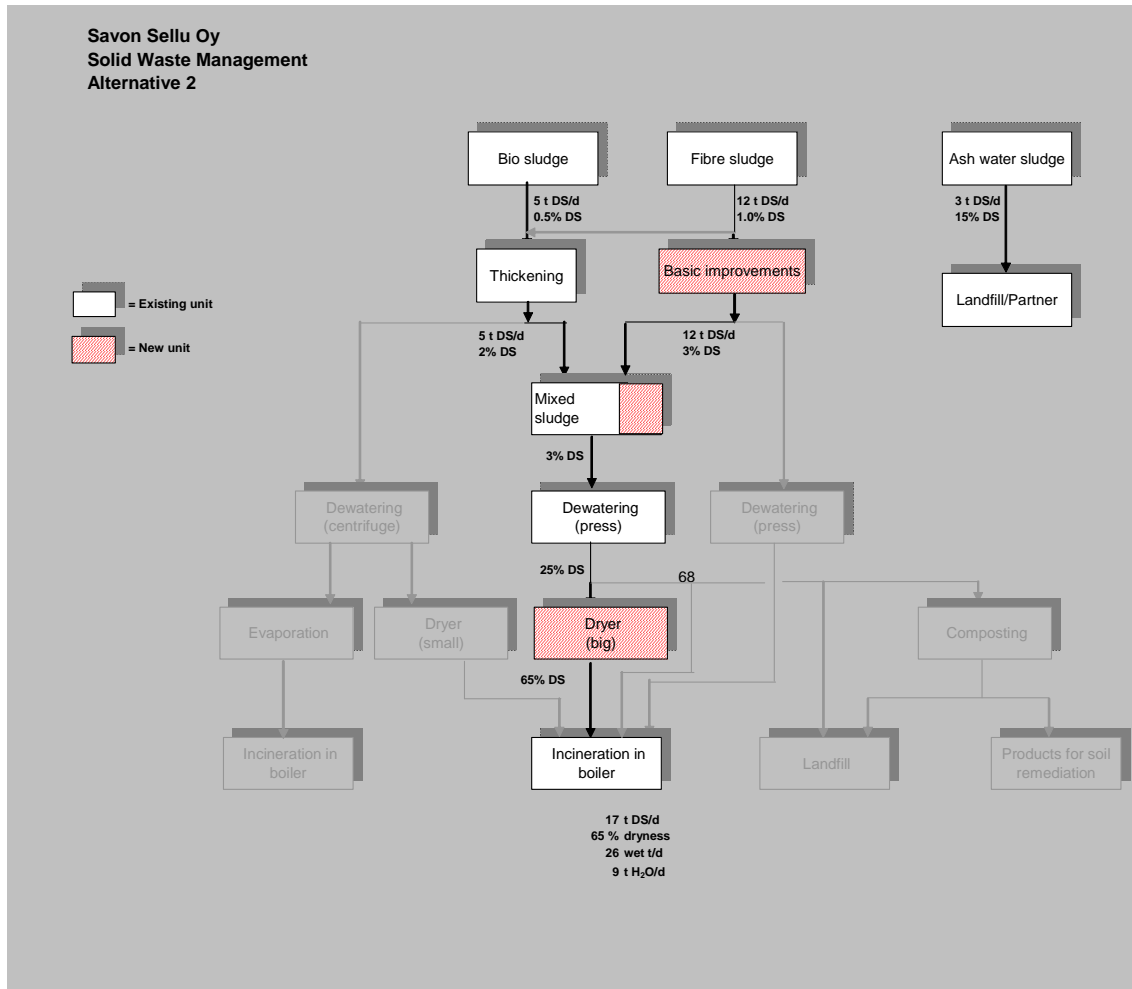 Savon Sellu Oy
Solid Waste Management
Alternative 2
Bio sludge
Fibre sludge
Ash water sludge
5 t DS/d
0.5% DS
12 t DS/d
1.0% DS
3 t DS/d
15% DS
Thickening
Basic improvements
Landfill/Partner
= Existing unit
= New unit
5 t DS/d
2% DS
12 t DS/d
3% DS
Mixed
sludge
3% DS
Dewatering
(centrifuge)
Dewatering
(press)
Dewatering
(press)
25% DS
68
Evaporation
Dryer
(small)
Dryer
(big)
Composting
65% DS
Incineration in
boiler
Incineration in
boiler
Landfill
Products for soil
remediation
17 t DS/d
65 % dryness
26 wet t/d
9 t H₂O/d